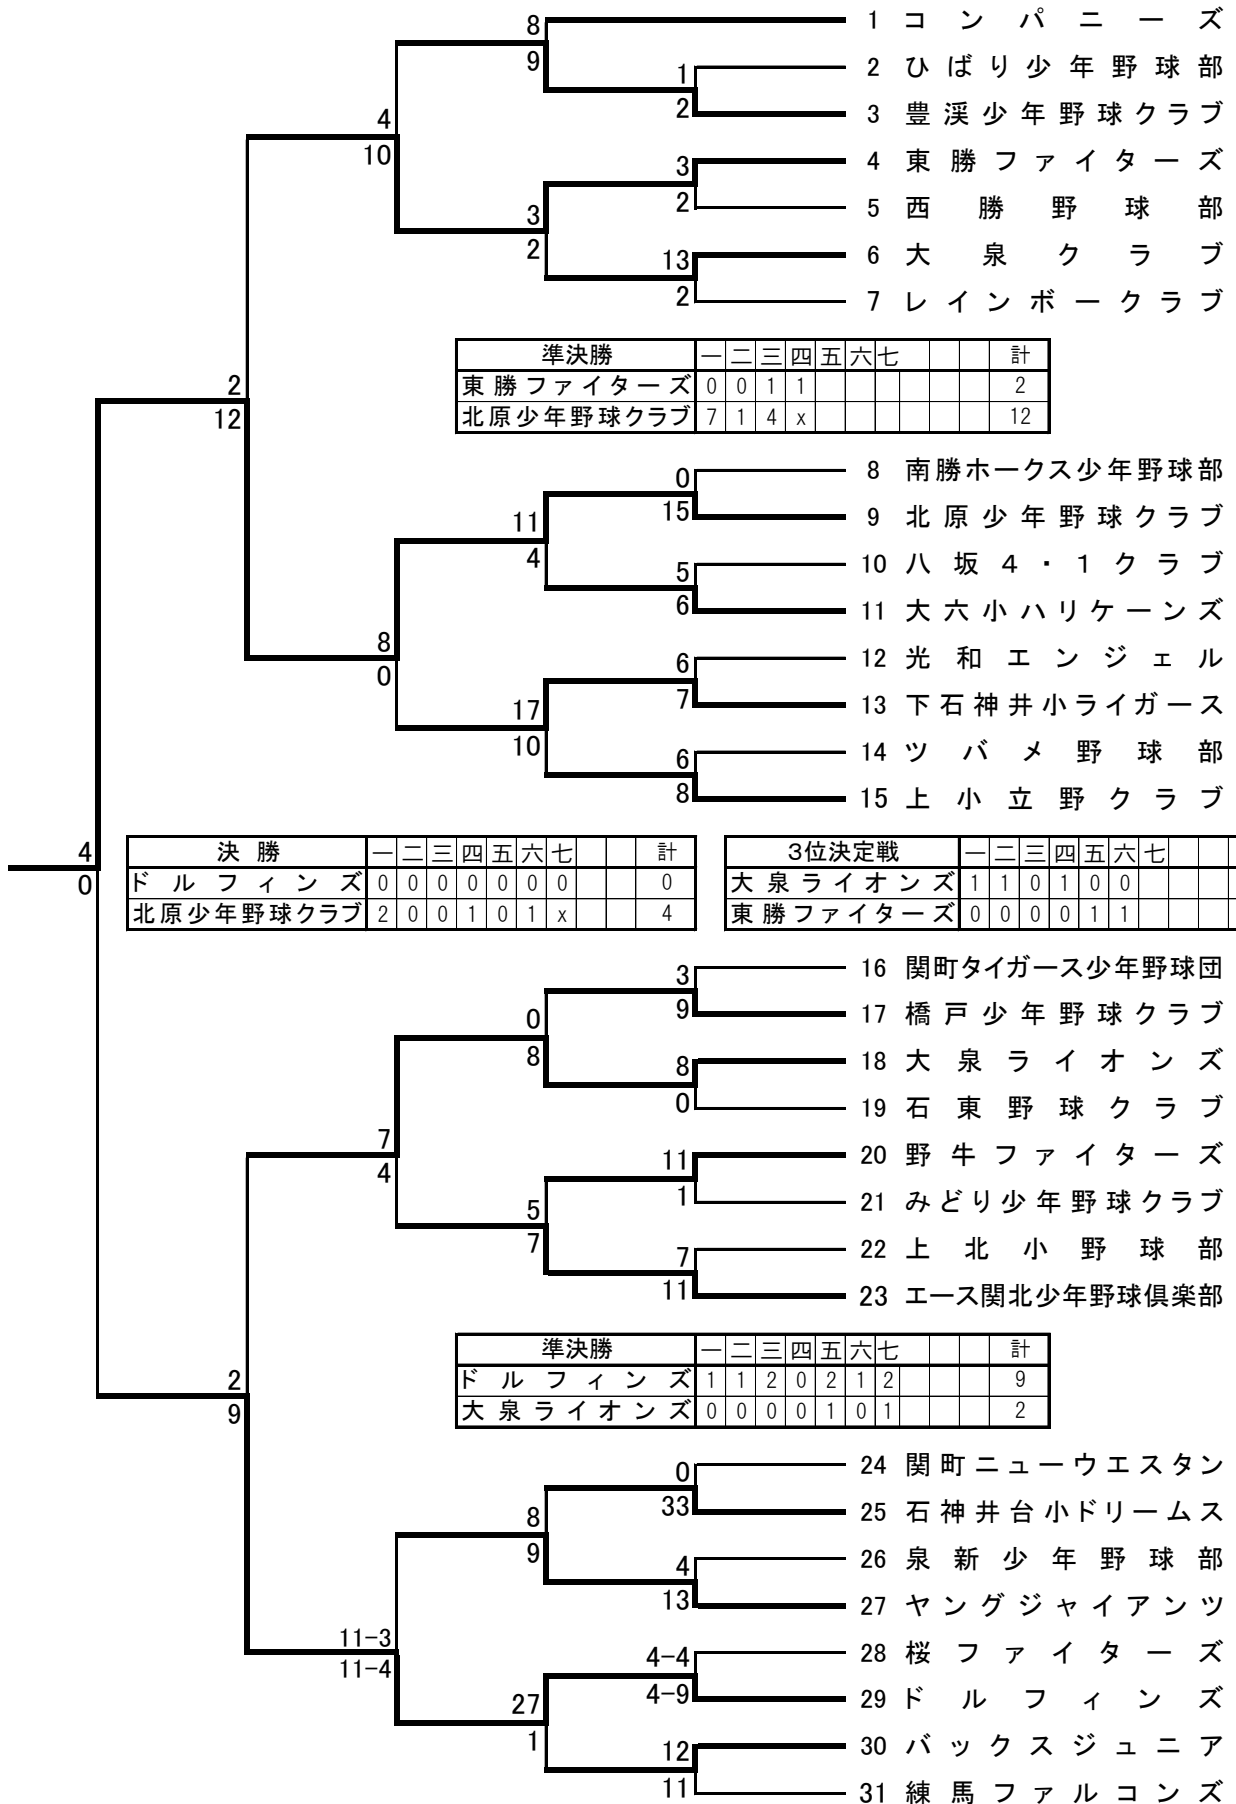 8 1 コンパニーズ
9 1 2 ひばり少年野球部
2 3 豊渓少年野球クラブ
4
10 3 4 東勝ファイターズ
3 2 5 西勝野球部
2 13 6 大泉クラブ
2 7 レインボークラブ
準決勝 一 二 三 四 五 六 七 計
東勝ファイターズ 0 0 1 1 2
北原少年野球クラブ 7 1 4 x 12
2
12
0 8 南勝ホークス少年野球部
11 15 9 北原少年野球クラブ
4 5 10 八坂4・1クラブ
6 11 大六小ハリケーンズ
8
0 6 12 光和エンジェル
17 7 13 下石神井小ライガース
10 6 14 ツバメ野球部
8 15 上小立野クラブ
4
0
決勝 一 二 三 四 五 六 七 計
ドルフィンズ 0 0 0 0 0 0 0 0
北原少年野球クラブ 2 0 0 1 0 1 x 4
3位決定戦 一 二 三 四 五 六 七
大泉ライオンズ 1 1 0 1 0 0
東勝ファイターズ 0 0 0 0 1 1
3 16 関町タイガース少年野球団
0 9 17 橋戸少年野球クラブ
8 8 18 大泉ライオンズ
0 19 石東野球クラブ
7
4 11 20 野牛ファイターズ
5 1 21 みどり少年野球クラブ
7 7 22 上北小野球部
11 23 エース関北少年野球倶楽部
準決勝 一 二 三 四 五 六 七 計
ドルフィンズ 1 1 2 0 2 1 2 9
大泉ライオンズ 0 0 0 0 1 0 1 2
2
9
0 24 関町ニューウエスタン
8 33 25 石神井台小ドリームス
9 4 26 泉新少年野球部
13 27 ヤングジャイアンツ
11-3
11-4 4-4 28 桜ファイターズ
27 4-9 29 ドルフィンズ
1 12 30 バックスジュニア
11 31 練馬ファルコンズ